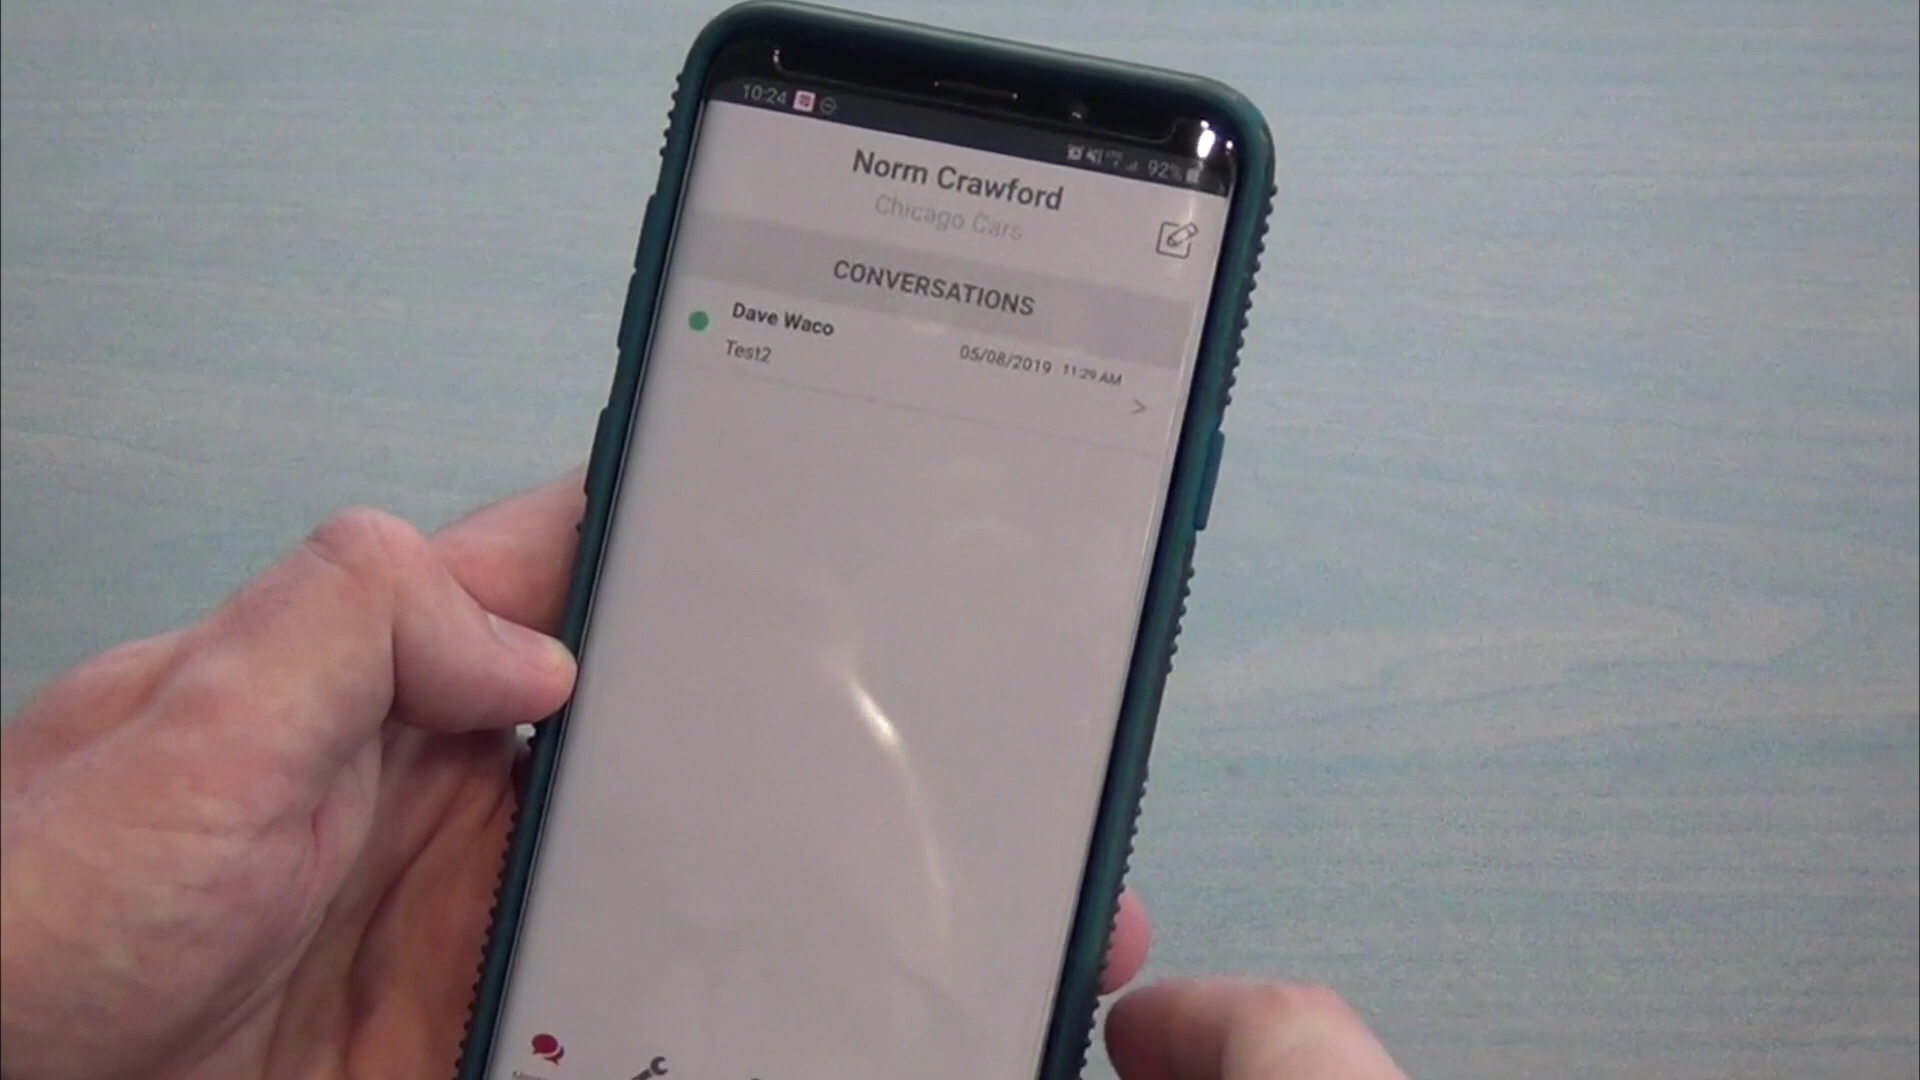 10:24
92%
Norm Crawford
Chicago Cars
CONVERSATIONS
Dave Waco
Test2
05/08/2019 11:29 AM
>